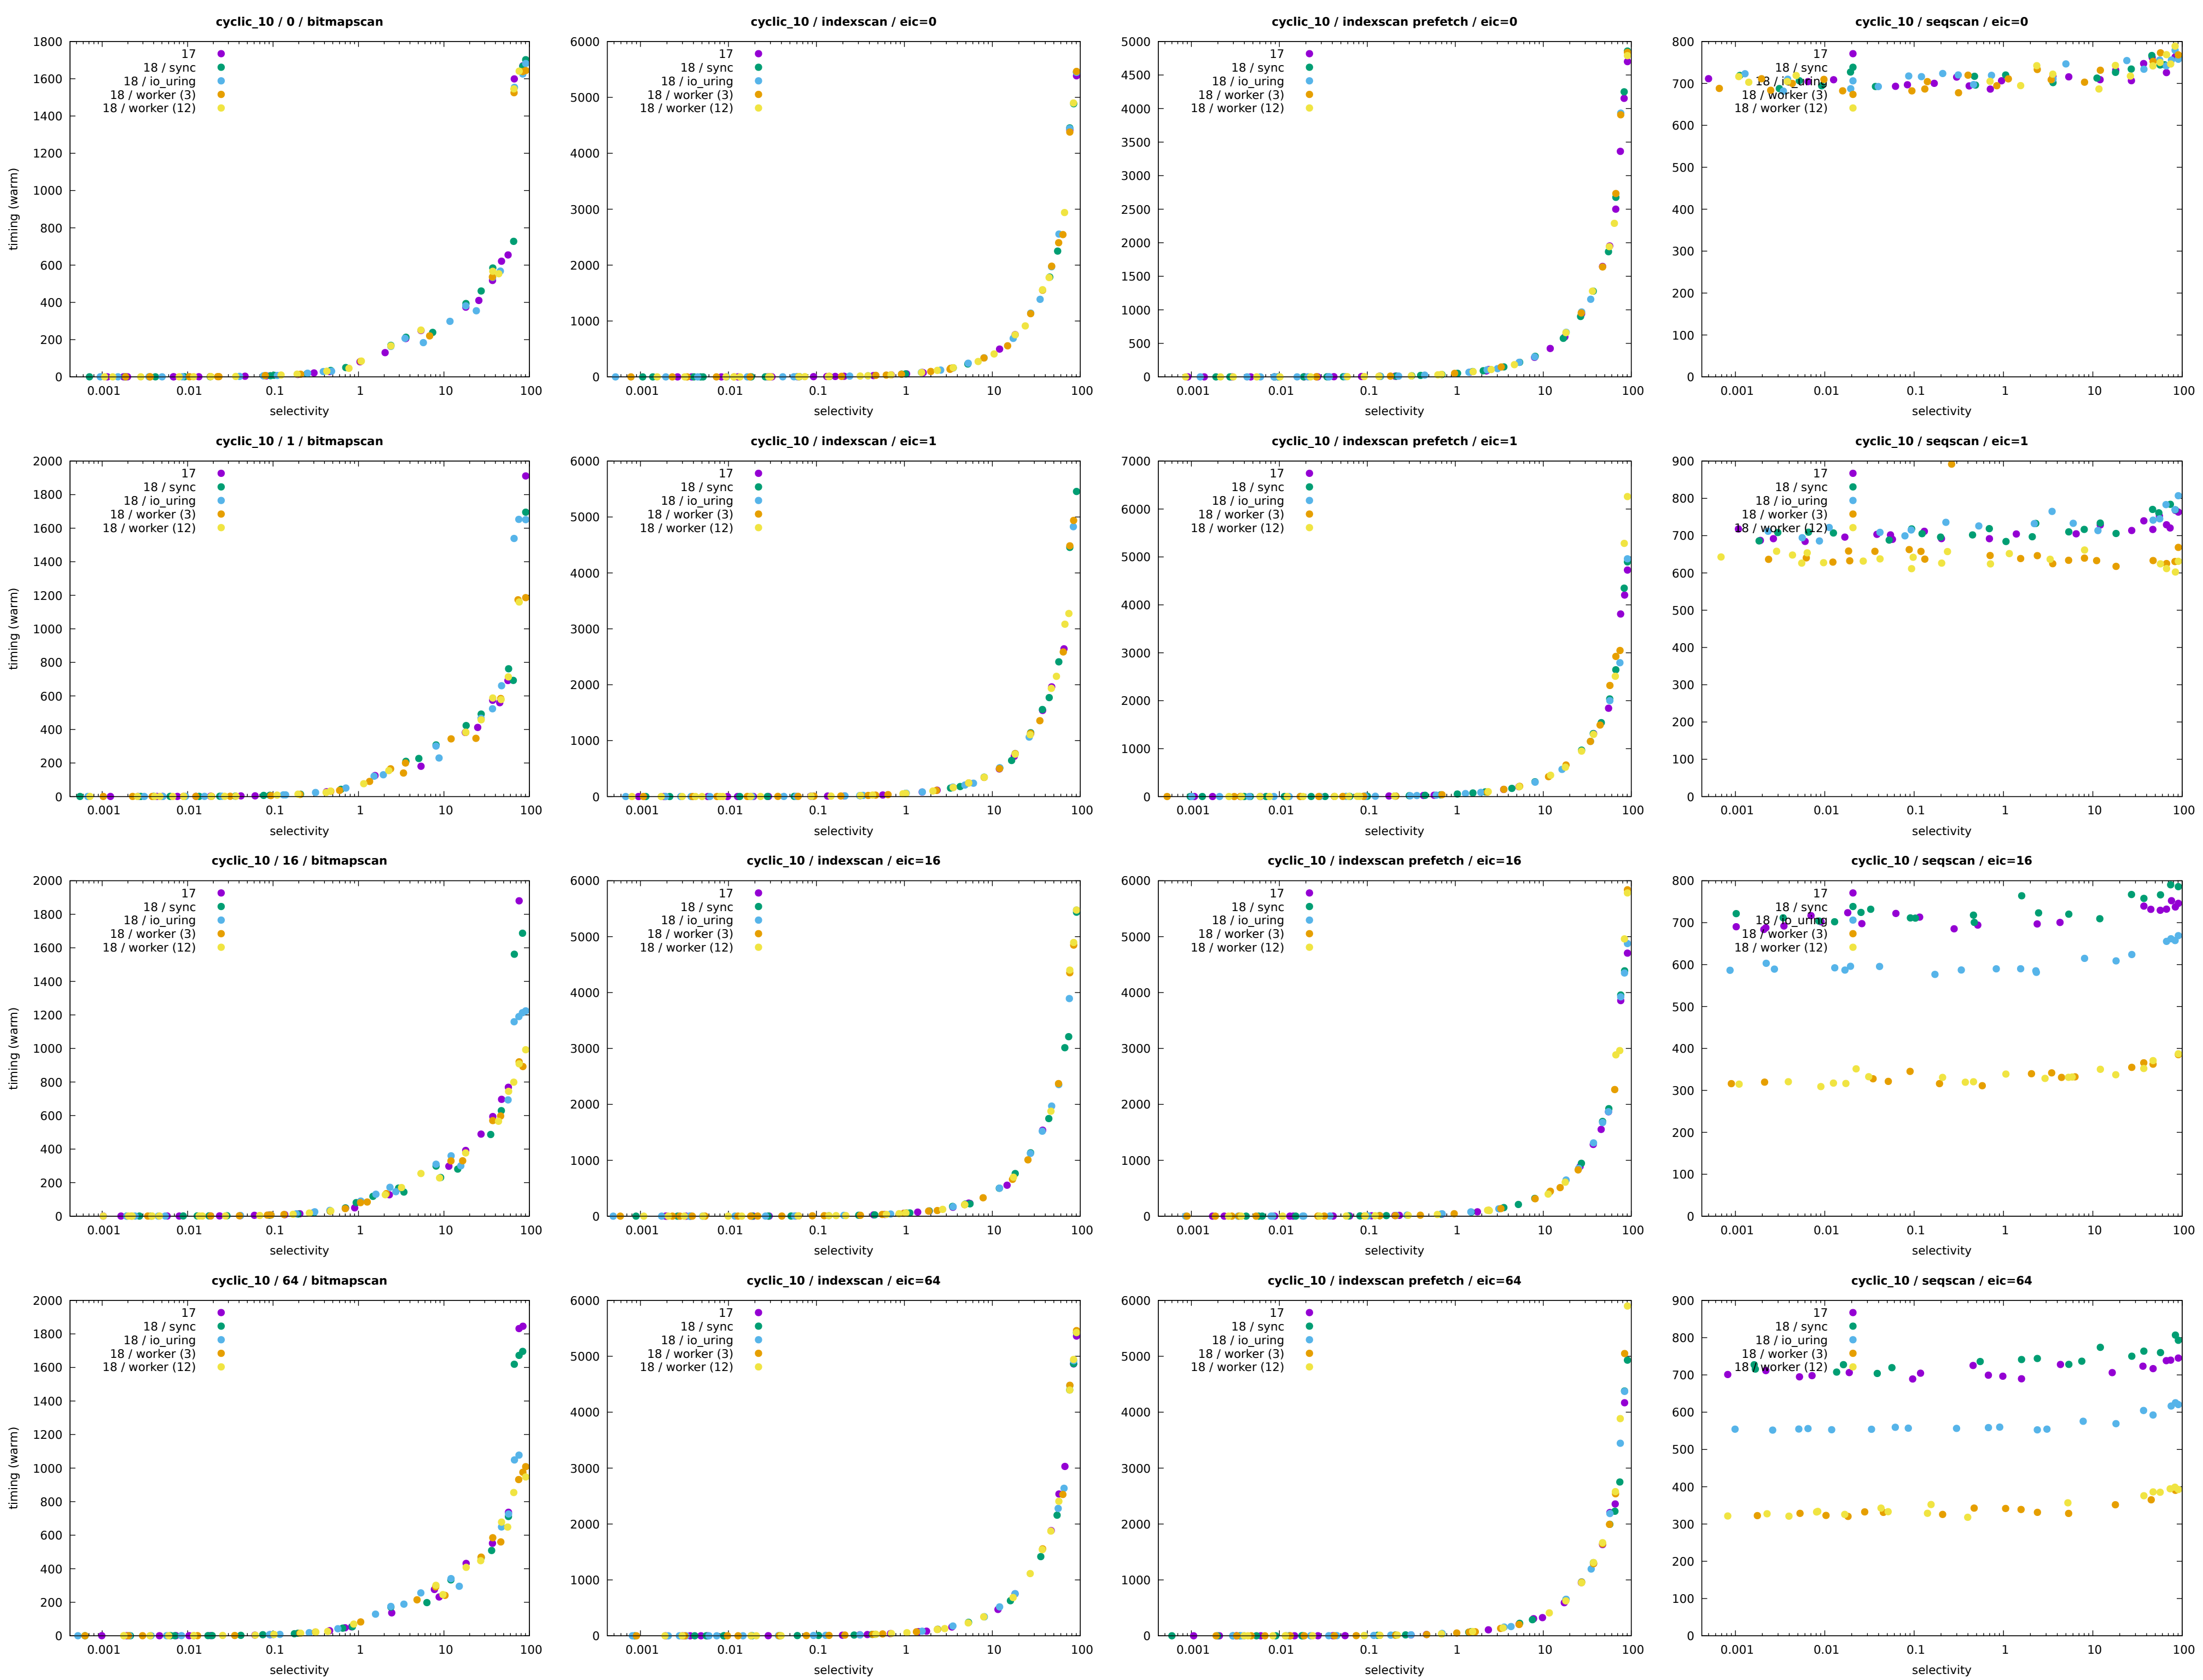 cyclic_10 / 0 / bitmapscan
timing (warm)
1800
1600
1400
1200
1000
800
600
400
200
0
17
18 / sync
18 / io_uring
18 / worker (3)
18 / worker (12)
0.001 0.01 0.1 1 10 100
selectivity
cyclic_10 / indexscan / eic=0
6000
5000
4000
3000
2000
1000
0
17
18 / sync
18 / io_uring
18 / worker (3)
18 / worker (12)
0.001 0.01 0.1 1 10 100
selectivity
cyclic_10 / indexscan prefetch / eic=0
5000
4500
4000
3500
3000
2500
2000
1500
1000
500
0
17
18 / sync
18 / io_uring
18 / worker (3)
18 / worker (12)
0.001 0.01 0.1 1 10 100
selectivity
cyclic_10 / seqscan / eic=0
800
700
600
500
400
300
200
100
0
17
18 / sync
18 / io_uring
18 / worker (3)
18 / worker (12)
0.001 0.01 0.1 1 10 100
selectivity
cyclic_10 / 1 / bitmapscan
timing (warm)
2000
1800
1600
1400
1200
1000
800
600
400
200
0
17
18 / sync
18 / io_uring
18 / worker (3)
18 / worker (12)
0.001 0.01 0.1 1 10 100
selectivity
cyclic_10 / indexscan / eic=1
6000
5000
4000
3000
2000
1000
0
17
18 / sync
18 / io_uring
18 / worker (3)
18 / worker (12)
0.001 0.01 0.1 1 10 100
selectivity
cyclic_10 / indexscan prefetch / eic=1
7000
6000
5000
4000
3000
2000
1000
0
17
18 / sync
18 / io_uring
18 / worker (3)
18 / worker (12)
0.001 0.01 0.1 1 10 100
selectivity
cyclic_10 / seqscan / eic=1
900
800
700
600
500
400
300
200
100
0
17
18 / sync
18 / io_uring
18 / worker (3)
18 / worker (12)
0.001 0.01 0.1 1 10 100
selectivity
cyclic_10 / 16 / bitmapscan
timing (warm)
2000
1800
1600
1400
1200
1000
800
600
400
200
0
17
18 / sync
18 / io_uring
18 / worker (3)
18 / worker (12)
0.001 0.01 0.1 1 10 100
selectivity
cyclic_10 / indexscan / eic=16
6000
5000
4000
3000
2000
1000
0
17
18 / sync
18 / io_uring
18 / worker (3)
18 / worker (12)
0.001 0.01 0.1 1 10 100
selectivity
cyclic_10 / indexscan prefetch / eic=16
6000
5000
4000
3000
2000
1000
0
17
18 / sync
18 / io_uring
18 / worker (3)
18 / worker (12)
0.001 0.01 0.1 1 10 100
selectivity
cyclic_10 / seqscan / eic=16
800
700
600
500
400
300
200
100
0
17
18 / sync
18 / io_uring
18 / worker (3)
18 / worker (12)
0.001 0.01 0.1 1 10 100
selectivity
cyclic_10 / 64 / bitmapscan
timing (warm)
2000
1800
1600
1400
1200
1000
800
600
400
200
0
17
18 / sync
18 / io_uring
18 / worker (3)
18 / worker (12)
0.001 0.01 0.1 1 10 100
selectivity
cyclic_10 / indexscan / eic=64
6000
5000
4000
3000
2000
1000
0
17
18 / sync
18 / io_uring
18 / worker (3)
18 / worker (12)
0.001 0.01 0.1 1 10 100
selectivity
cyclic_10 / indexscan prefetch / eic=64
6000
5000
4000
3000
2000
1000
0
17
18 / sync
18 / io_uring
18 / worker (3)
18 / worker (12)
0.001 0.01 0.1 1 10 100
selectivity
cyclic_10 / seqscan / eic=64
900
800
700
600
500
400
300
200
100
0
17
18 / sync
18 / io_uring
18 / worker (3)
18 / worker (12)
0.001 0.01 0.1 1 10 100
selectivity